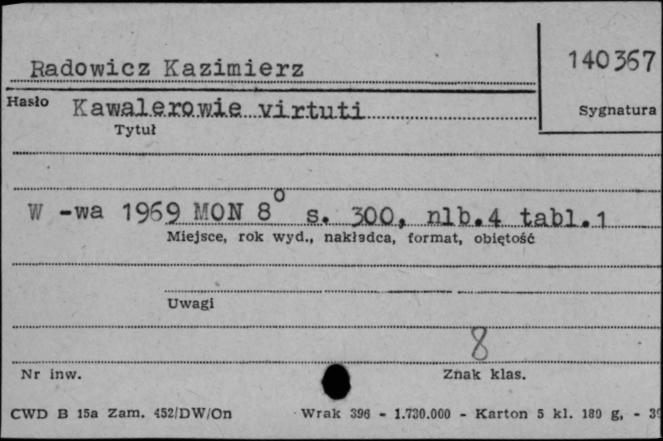 Radowicz Kazimierz
140367
Hasło Kawalerowie virtuti
Sygnatura
Tytuł
W -wa 1969 MON 8° s. 300, nlb.4 tabl.1
Miejsce, rok wyd., nakładca, format, objętość
Uwagi
8
Nr inw.
Znak klas.
CWD B 15a Zam. 452/DW/On Wrak 396 - 1.730.000 - Karton 5 kl. 180 g, -